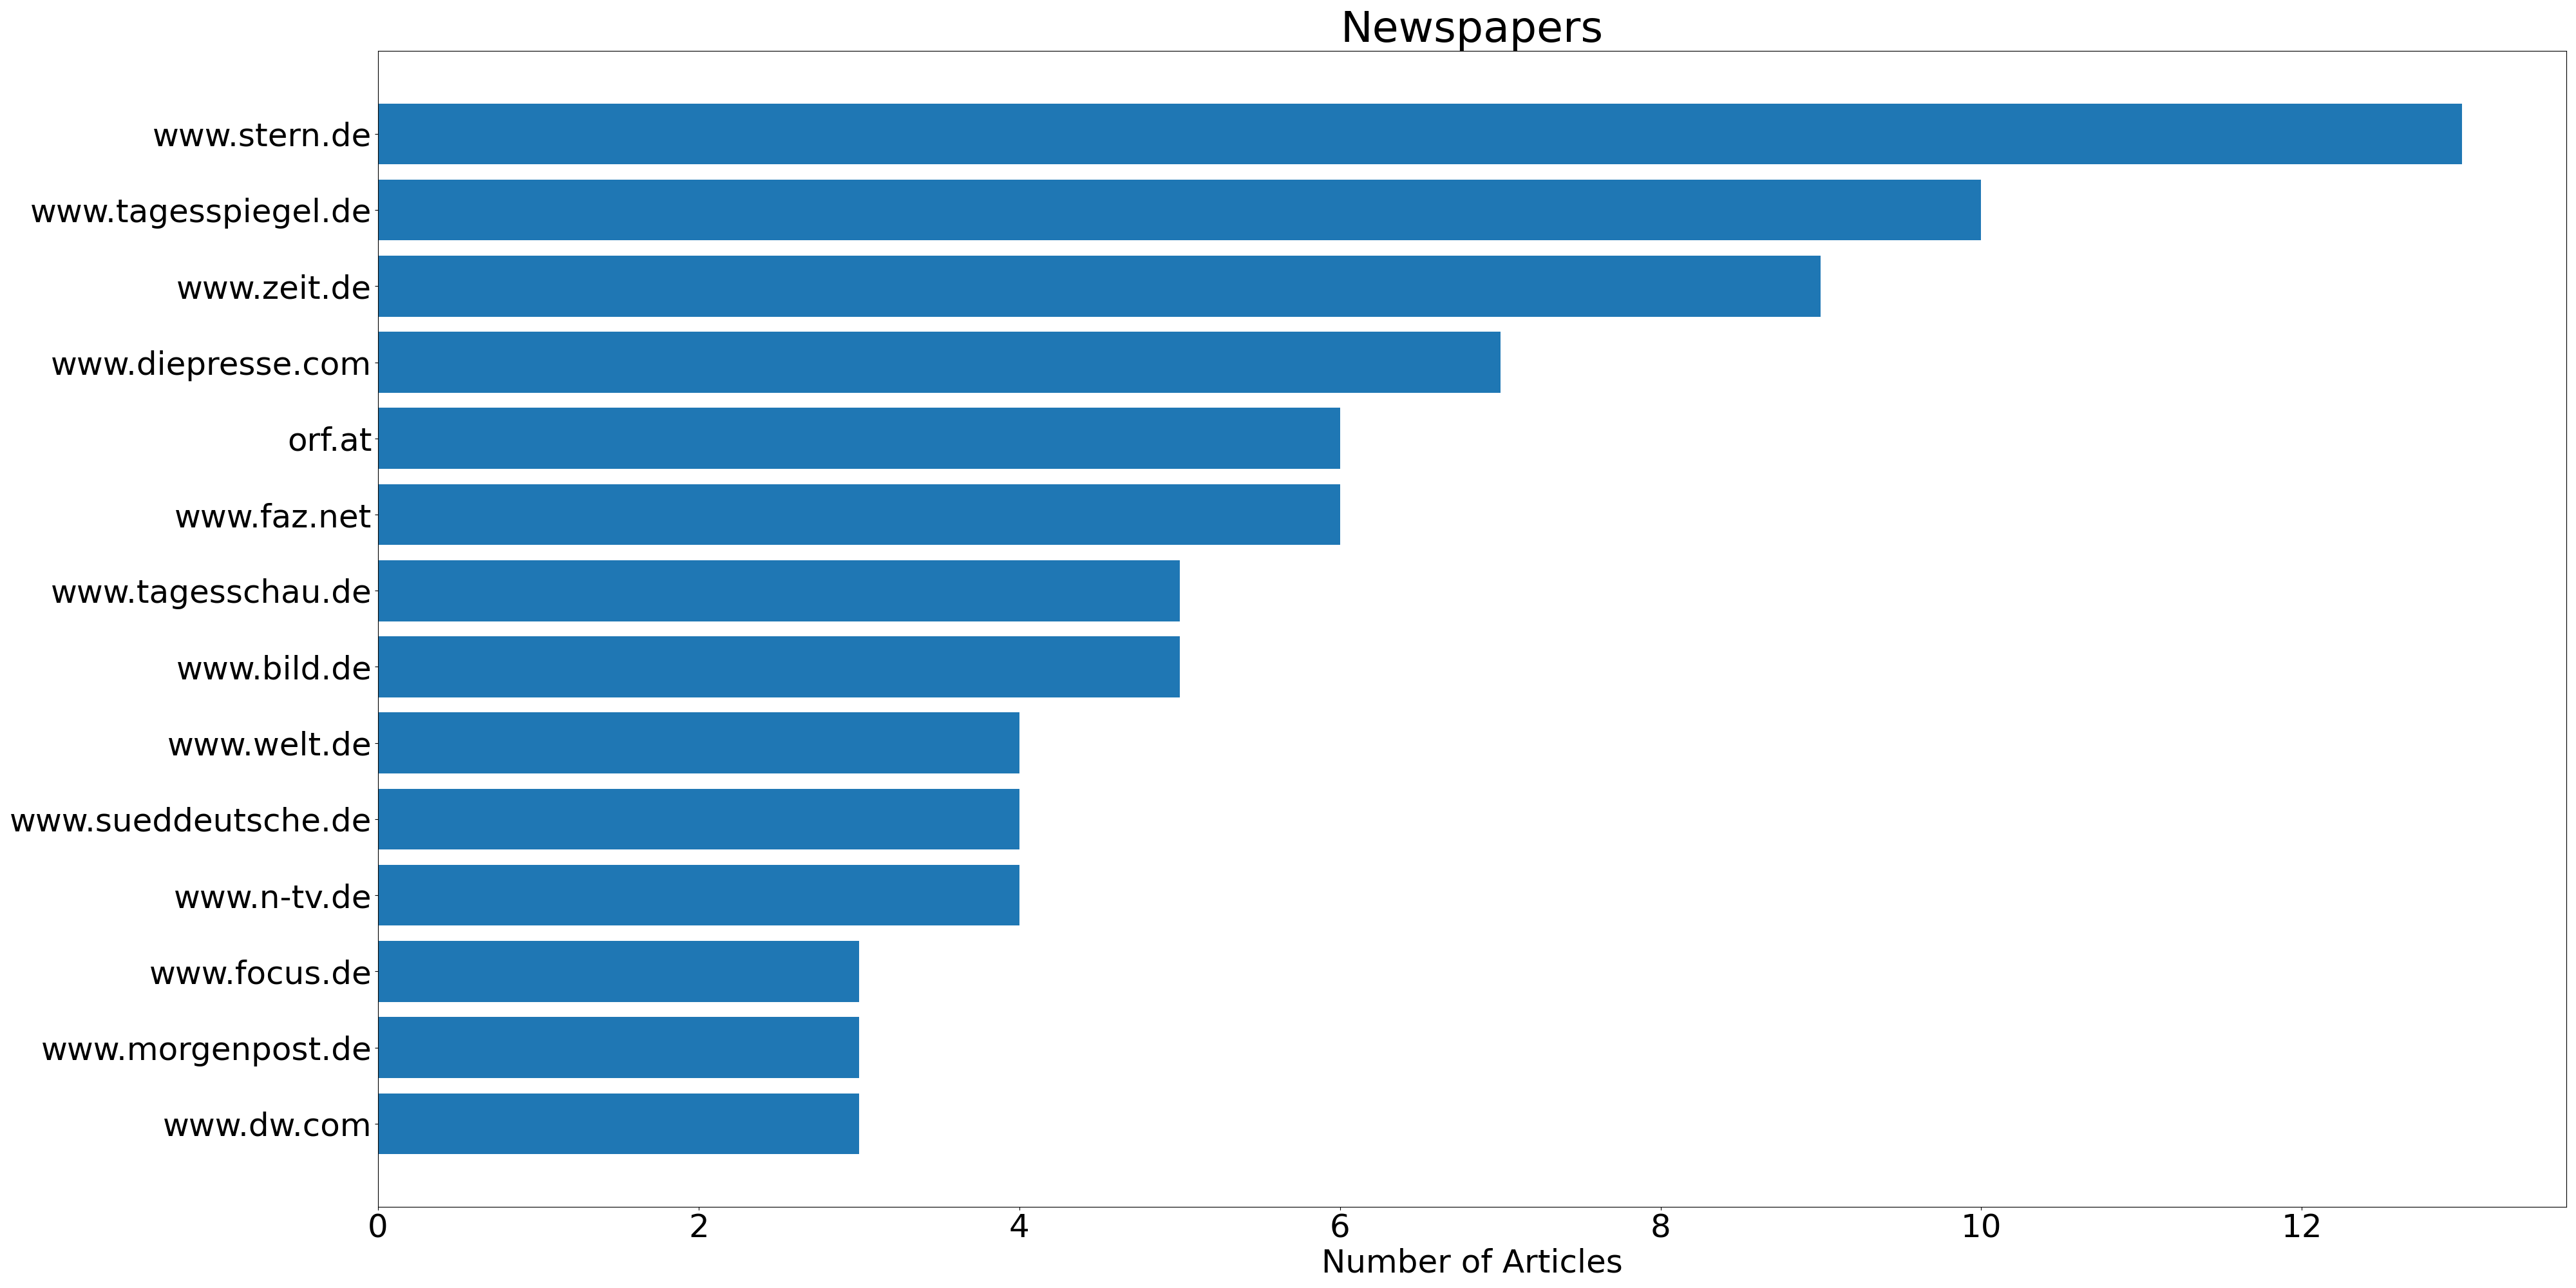 Newspapers
www.stern.de
www.tagesspiegel.de
www.zeit.de
www.diepresse.com
orf.at
www.faz.net
www.tagesschau.de
www.bild.de
www.welt.de
www.sueddeutsche.de
www.n-tv.de
www.focus.de
www.morgenpost.de
www.dw.com
0 2 4 6 8 10 12
Number of Articles